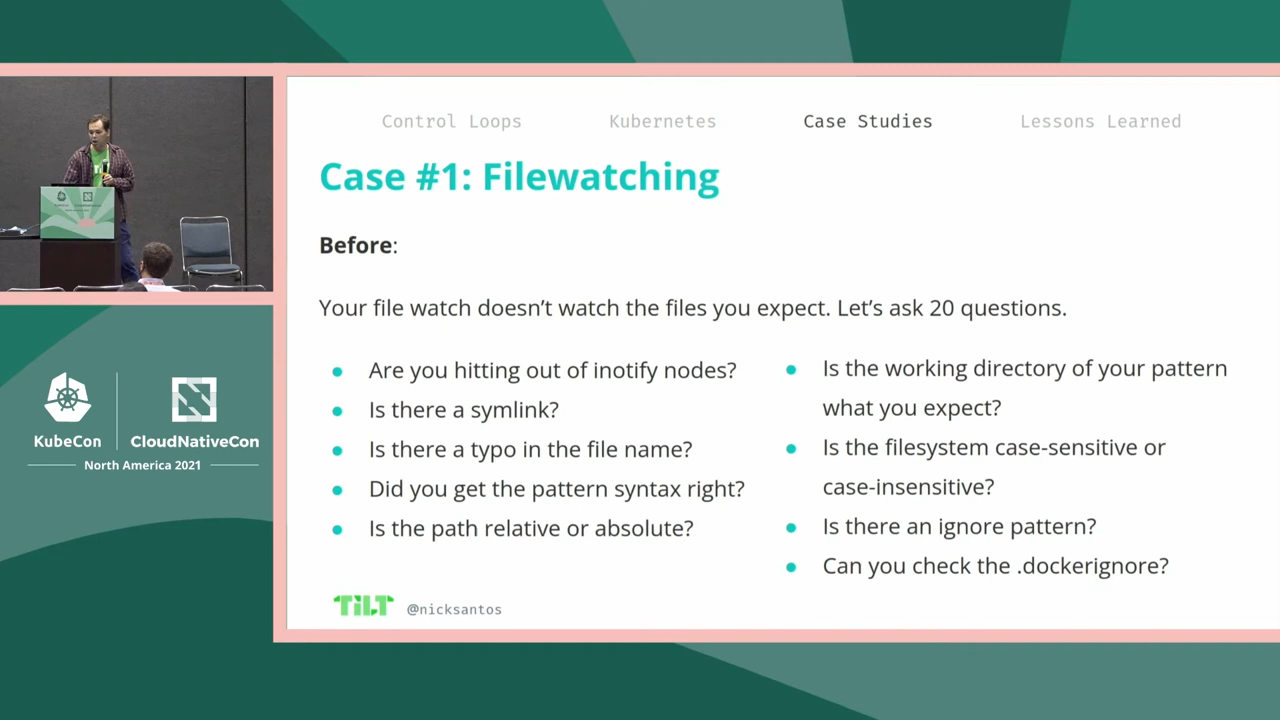 Control Loops
Kubernetes
Case Studies
Lessons Learned
Case #1: Filewatching
Before:
Your file watch doesn’t watch the files you expect. Let’s ask 20 questions.
Are you hitting out of inotify nodes?
Is there a symlink?
Is there a typo in the file name?
Did you get the pattern syntax right?
Is the path relative or absolute?
Is the working directory of your pattern
what you expect?
Is the filesystem case-sensitive or
case-insensitive?
Is there an ignore pattern?
Can you check the .dockerignore?
TILT
@nicksantos
KubeCon
CloudNativeCon
North America 2021